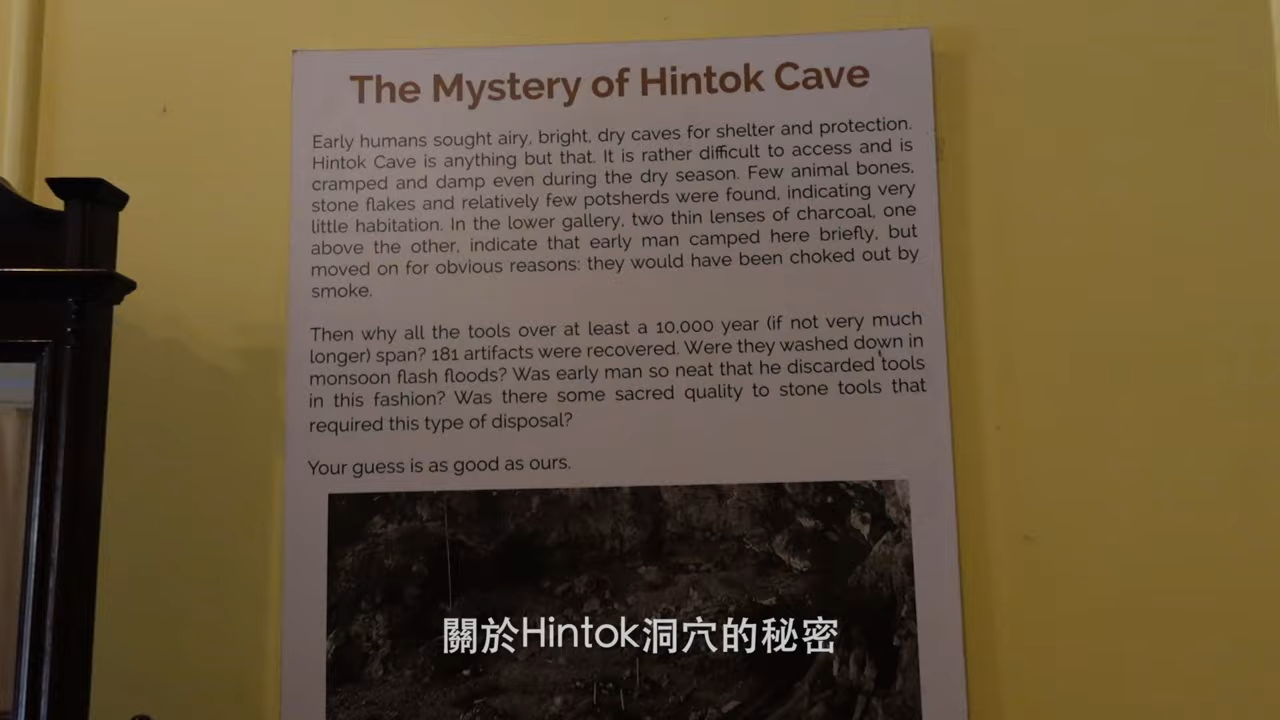 The Mystery of Hintok Cave
Early humans sought airy, bright, dry caves for shelter and protection.
Hintok Cave is anything but that. It is rather difficult to access and is
cramped and damp even during the dry season. Few animal bones,
stone flakes and relatively few potsherds were found, indicating very
little habitation. In the lower gallery, two thin lenses of charcoal, one
above the other, indicate that early man camped here briefly, but
moved on for obvious reasons: they would have been choked out by
smoke.
Then why all the tools over at least a 10,000 year (if not very much
longer) span? 181 artifacts were recovered. Were they washed down in
monsoon flash floods? Was early man so neat that he discarded tools
in this fashion? Was there some sacred quality to stone tools that
required this type of disposal?
Your guess is as good as ours.
關於Hintok洞穴的秘密